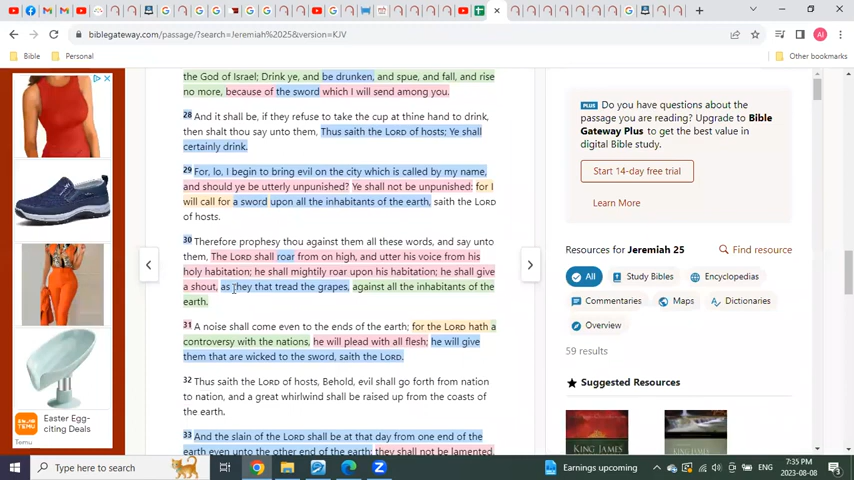 biblegateway.com/passage/?search=Jeremiah%2025&version=KJV
Bible
Personal
Other bookmarks
the God of Israel; Drink ye, and be drunken, and spue, and fall, and rise
no more, because of the sword which I will send among you.
28 And it shall be, if they refuse to take the cup at thine hand to drink,
then shalt thou say unto them, Thus saith the LORD of hosts; Ye shall
certainly drink.
29 For, lo, I begin to bring evil on the city which is called by my name,
and should ye be utterly unpunished? Ye shall not be unpunished: for I
will call for a sword upon all the inhabitants of the earth, saith the LORD
of hosts.
30 Therefore prophesy thou against them all these words, and say unto
them, The LORD shall roar from on high, and utter his voice from his
holy habitation; he shall mightily roar upon his habitation; he shall give
a shout, as they that tread the grapes, against all the inhabitants of the
earth.
31 A noise shall come even to the ends of the earth; for the LORD hath a
controversy with the nations, he will plead with all flesh; he will give
them that are wicked to the sword, saith the LORD.
32 Thus saith the LORD of hosts, Behold, evil shall go forth from nation
to nation, and a great whirlwind shall be raised up from the coasts of
the earth.
33 And the slain of the LORD shall be at that day from one end of the
earth even unto the other end of the earth: they shall not be lamented,
Easter Egg-
citing Deals
Temu
PLUS Do you have questions about the
passage you are reading? Upgrade to Bible
Gateway Plus to get the best value in
digital Bible study.
Start 14-day free trial
Learn More
Resources for Jeremiah 25
Find resource
All
Study Bibles
Encyclopedias
Commentaries
Maps
Dictionaries
Overview
59 results
Suggested Resources
KING JAMES
KING JAMES
Type here to search
Earnings upcoming
ENG
7:35 PM
2023-08-08